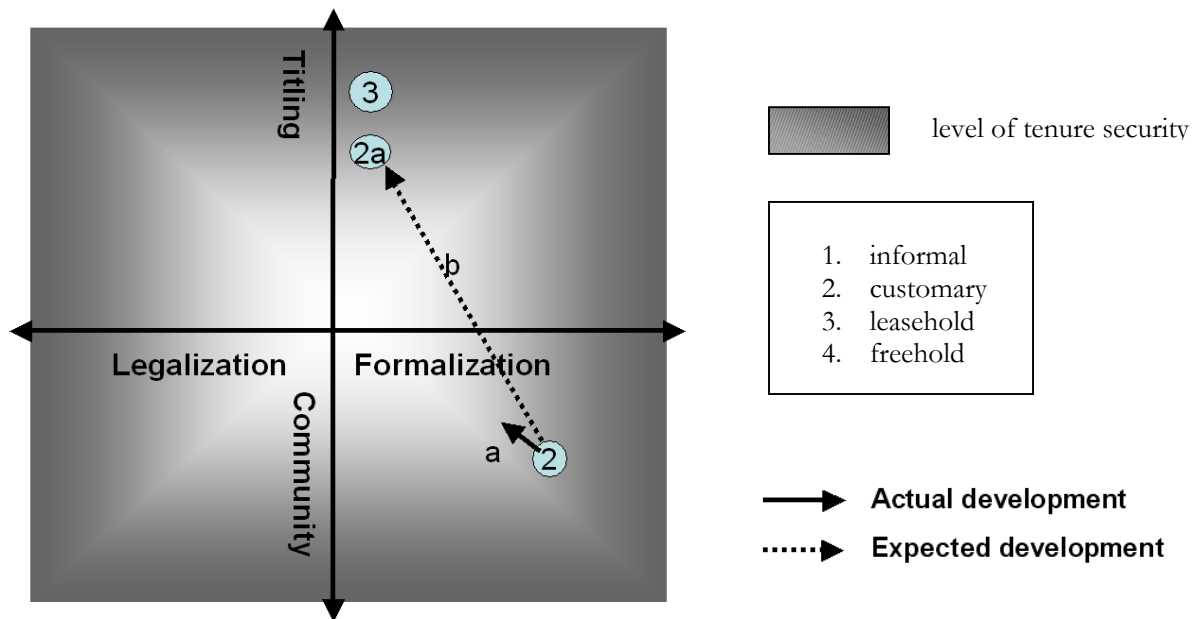 Titling
3
2a
b
Legalization
Formalization
Community
a
2
level of tenure security
1. informal
2. customary
3. leasehold
4. freehold
Actual development
Expected development